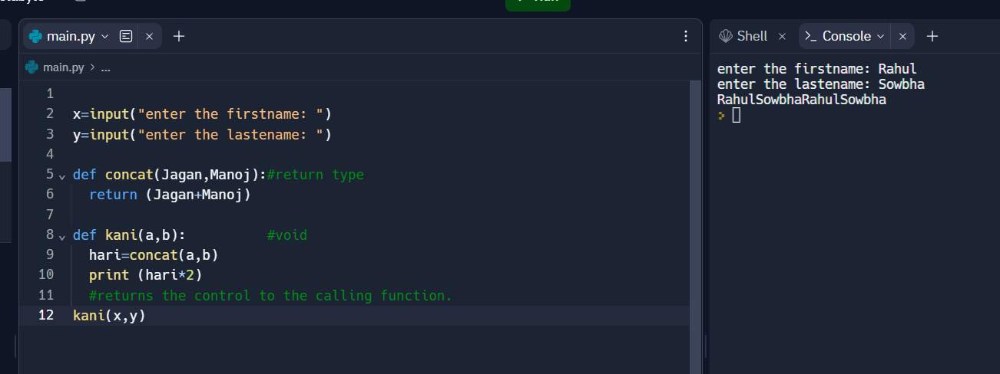 main.py
main.py > ...
1
2 x=input("enter the firstname: ")
3 y=input("enter the lastename: ")
4
5 def concat(Jagan,Manoj):#return type
6 return (Jagan+Manoj)
7
8 def kani(a,b): #void
9 hari=concat(a,b)
10 print (hari*2)
11 #returns the control to the calling function.
12 kani(x,y)
Shell
Console
enter the firstname: Rahul
enter the lastename: Sowbha
RahulSowbhaRahulSowbha
>